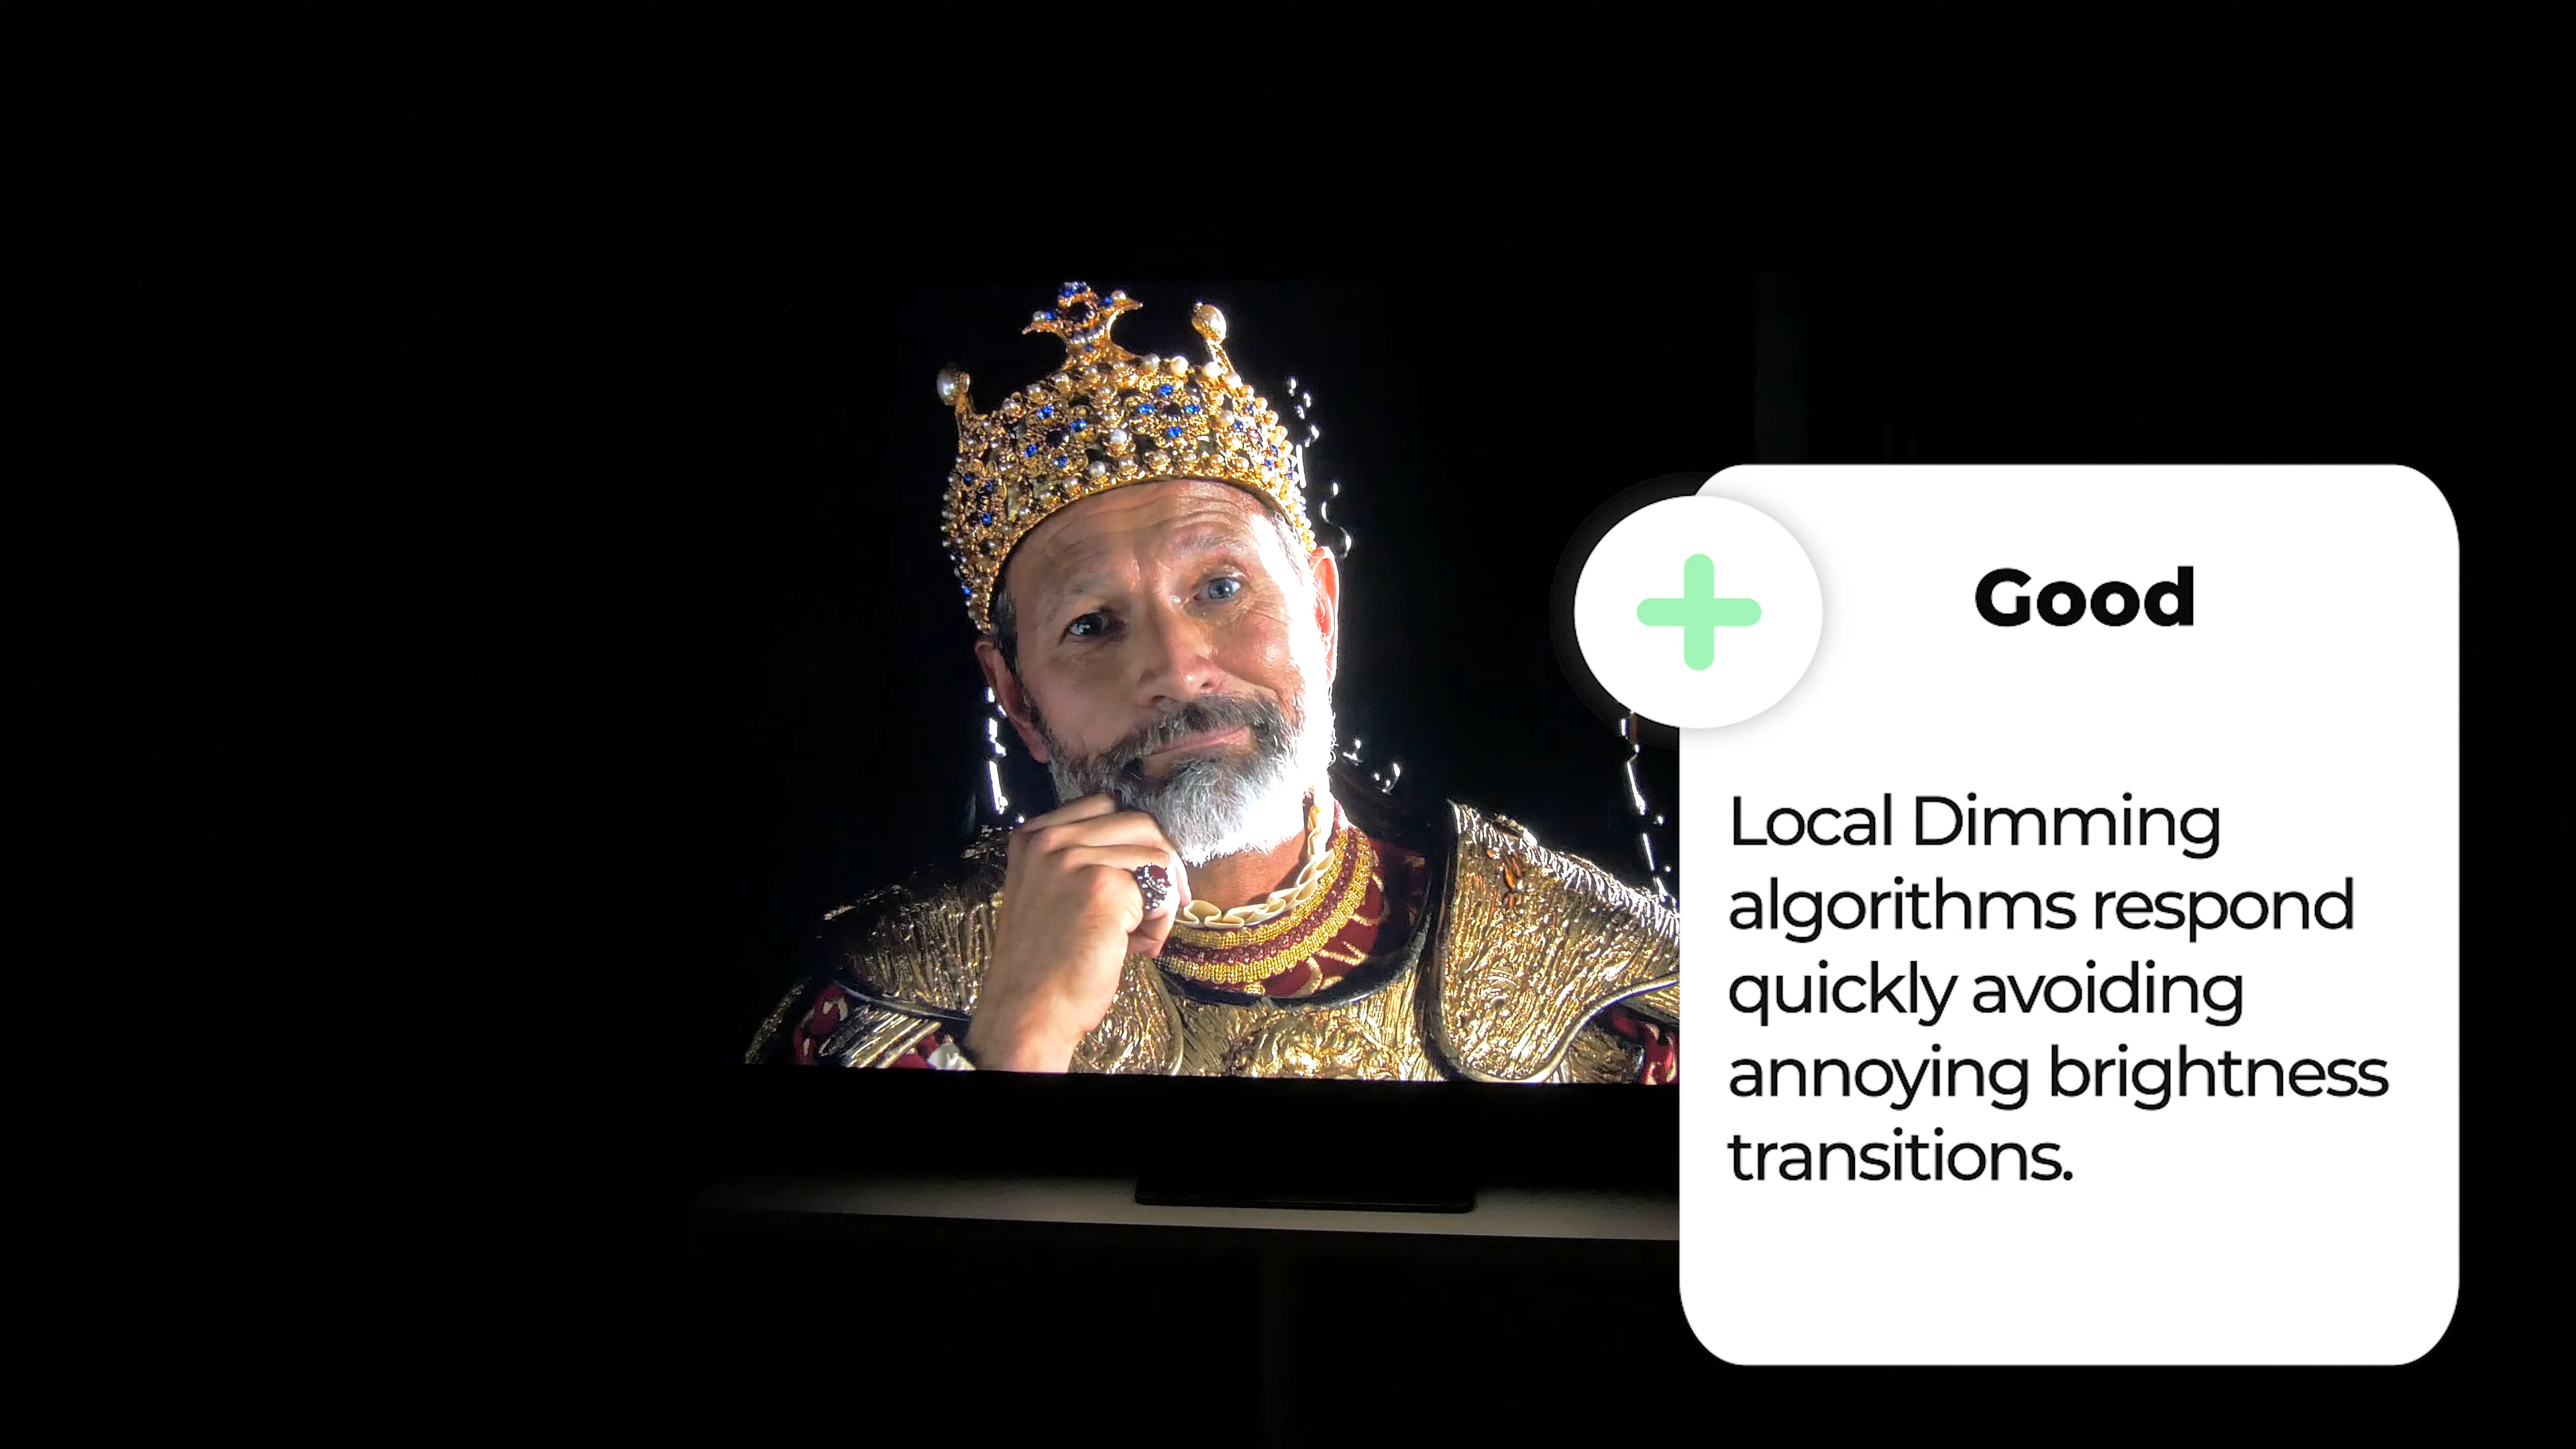 Good
Local Dimming
algorithms respond
quickly avoiding
annoying brightness
transitions.